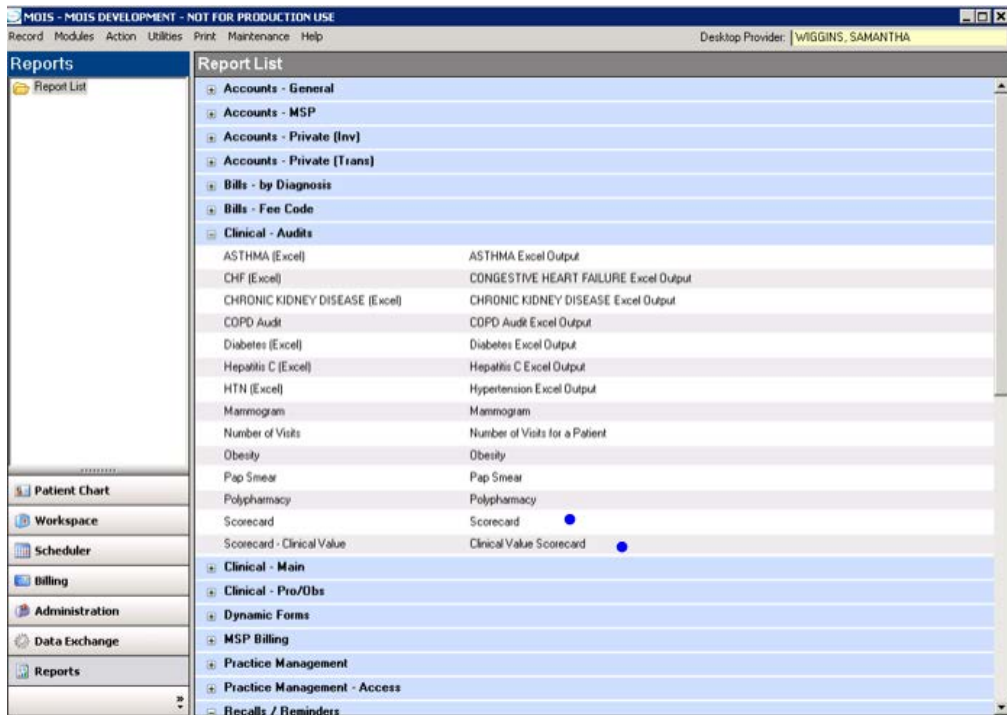 MOIS - MOIS DEVELOPMENT - NOT FOR PRODUCTION USE
Record Modules Action Utilities Print Maintenance Help Desktop Provider: WIGGINS, SAMANTHA
Reports
Report List
Patient Chart
Workspace
Scheduler
Billing
Administration
Data Exchange
Reports
Report List
Accounts - General
Accounts - MSP
Accounts - Private (Inv)
Accounts - Private (Trans)
Bills - by Diagnosis
Bills - Fee Code
Clinical - Audits
ASTHMA (Excel) ASTHMA Excel Output
CHF (Excel) CONGESTIVE HEART FAILURE Excel Output
CHRONIC KIDNEY DISEASE (Excel) CHRONIC KIDNEY DISEASE Excel Output
COPD Audit COPD Audit Excel Output
Diabetes (Excel) Diabetes Excel Output
Hepatitis C (Excel) Hepatitis C Excel Output
HTN (Excel) Hypertension Excel Output
Mammogram Mammogram
Number of Visits Number of Visits for a Patient
Obesity Obesity
Pap Smear Pap Smear
Polypharmacy Polypharmacy
Scorecard Scorecard
Scorecard - Clinical Value Clinical Value Scorecard
Clinical - Main
Clinical - Pro/Obs
Dynamic Forms
MSP Billing
Practice Management
Practice Management - Access
Recalls / Reminders